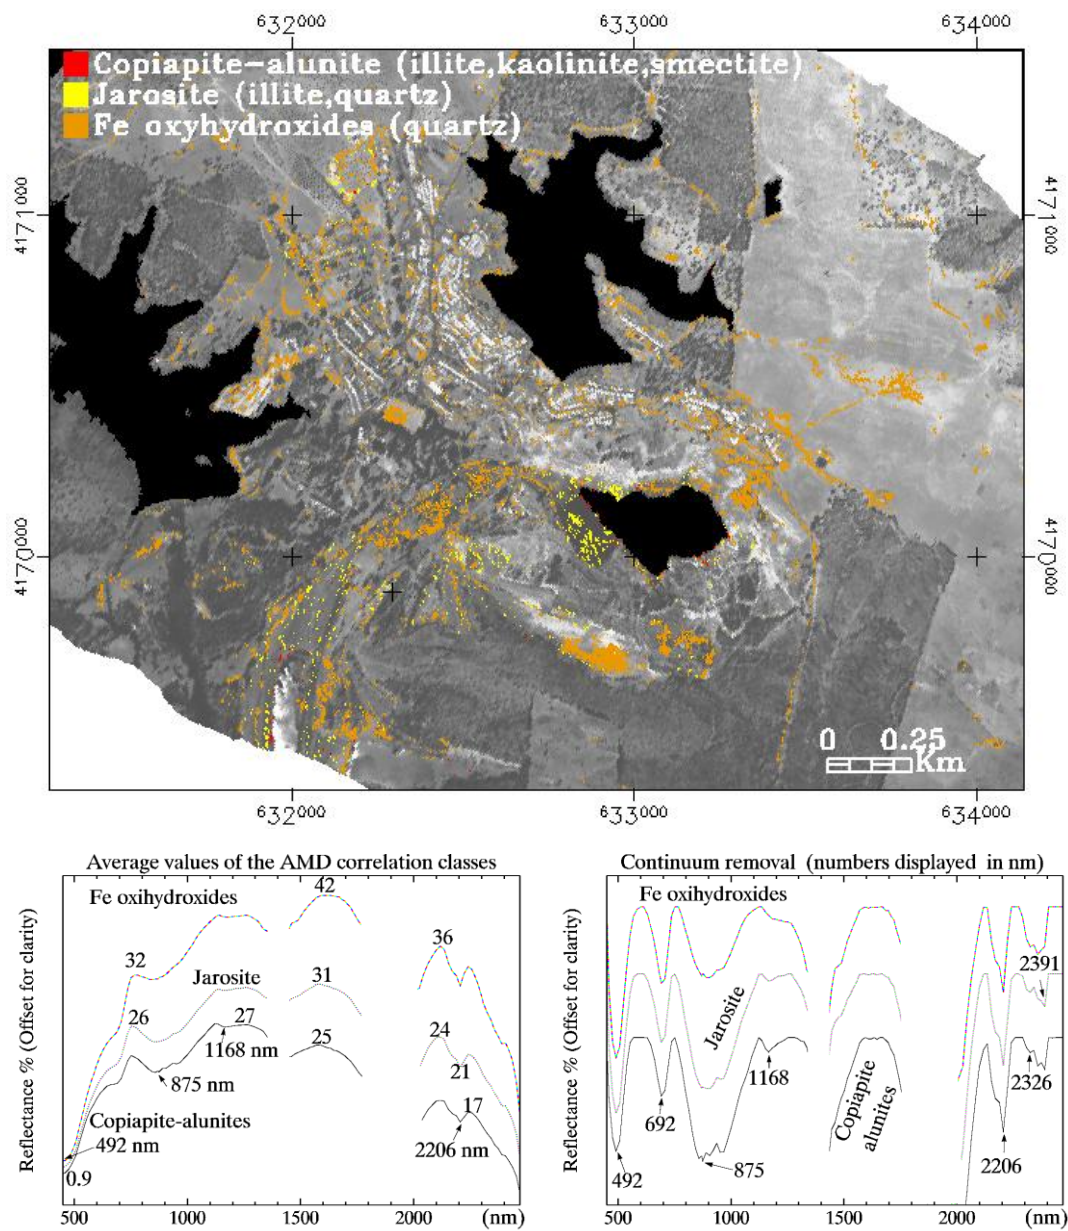 632000 633000 634000
Copiapite-alunite (illite,kaolinite,smectite)
Jarosite (illite,quartz)
Fe oxyhydroxides (quartz)
4171000 4171000
4170000 4170000
0 0.25
Km
632000 633000 634000
Average values of the AMD correlation classes
Reflectance % (Offset for clarity)
Fe oxihydroxides
42
32
36
Jarosite
31
26
27
1168 nm
25
24
21
875 nm
Copiapite-alunites
492 nm
17
2206 nm
0.9
500 1000 1500 2000 (nm)
Continuum removal (numbers displayed in nm)
Reflectance % (Offset for clarity)
Fe oxihydroxides
2391
Jarosite
1168
2326
692
Copiapite
alunites
875
2206
492
500 1000 2000 (nm)